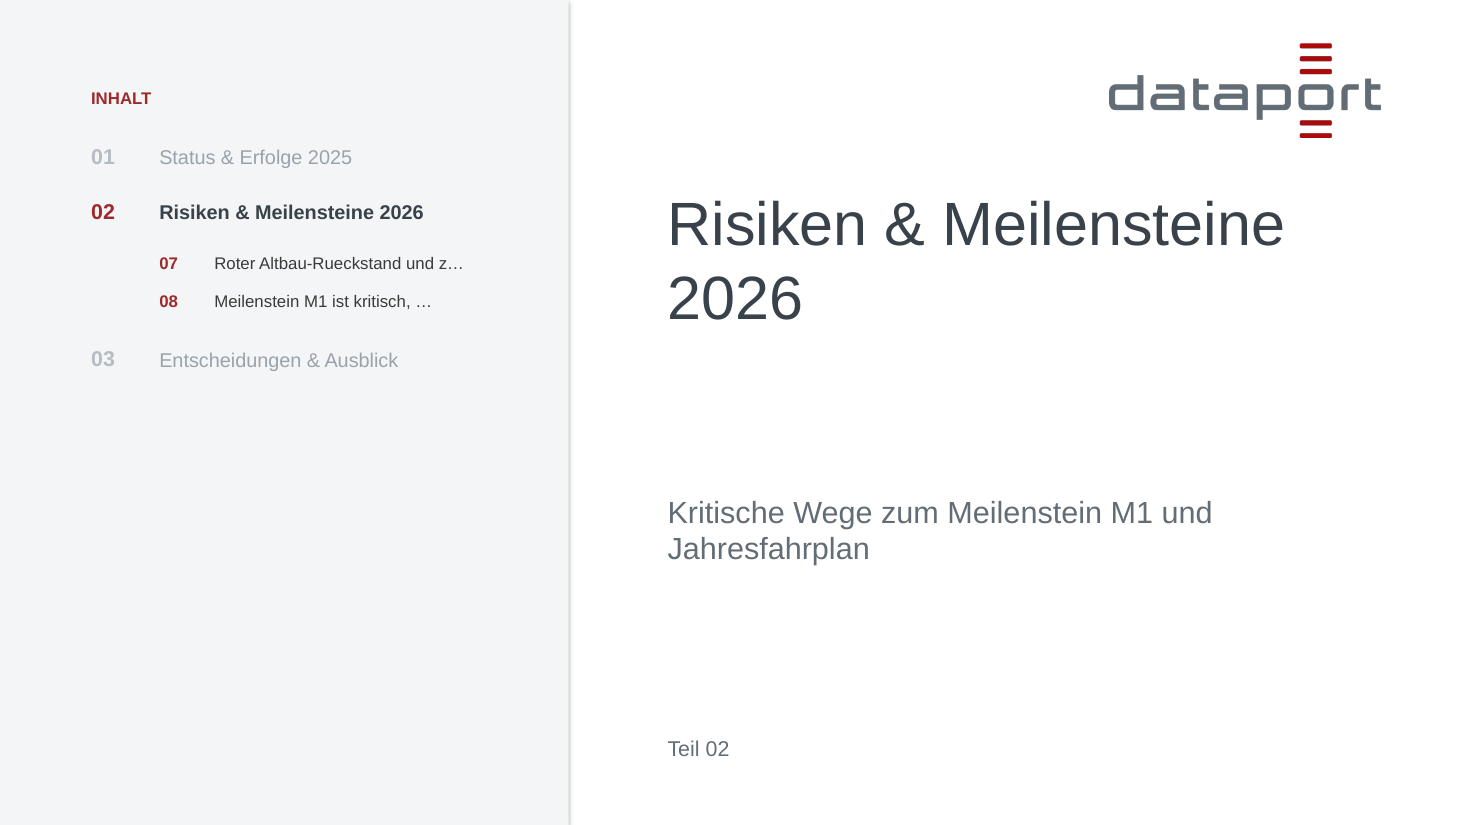 INHALT
01 Status & Erfolge 2025
02 Risiken & Meilensteine 2026
07 Roter Altbau-Rueckstand und z…
08 Meilenstein M1 ist kritisch, …
03 Entscheidungen & Ausblick
dataport
Risiken & Meilensteine
2026
Kritische Wege zum Meilenstein M1 und
Jahresfahrplan
Teil 02